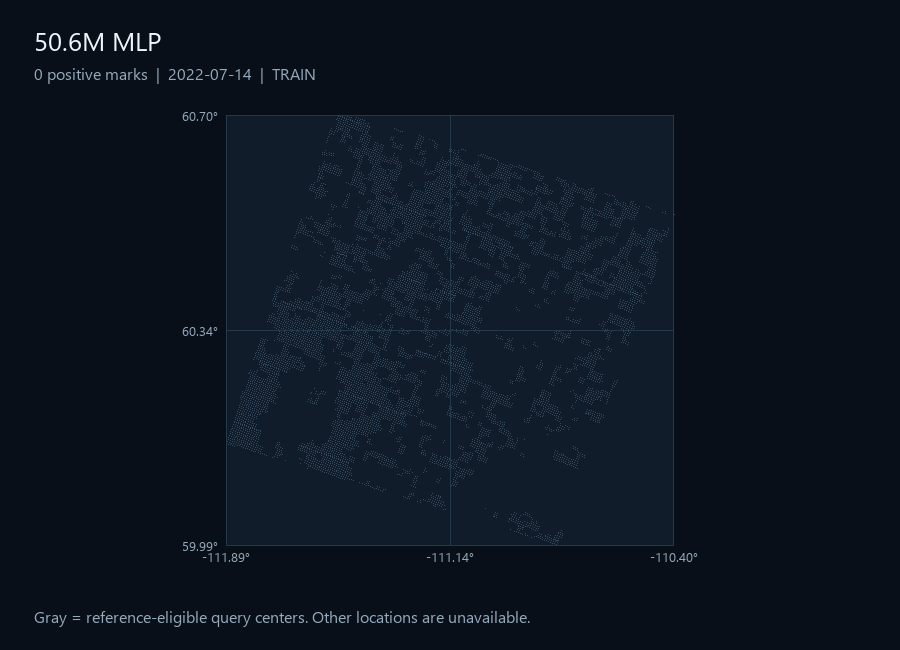 50.6M MLP
0 positive marks | 2022-07-14 | TRAIN
60.70°
60.34°
59.99°
-111.89°
-111.14°
-110.40°
Gray = reference-eligible query centers. Other locations are unavailable.